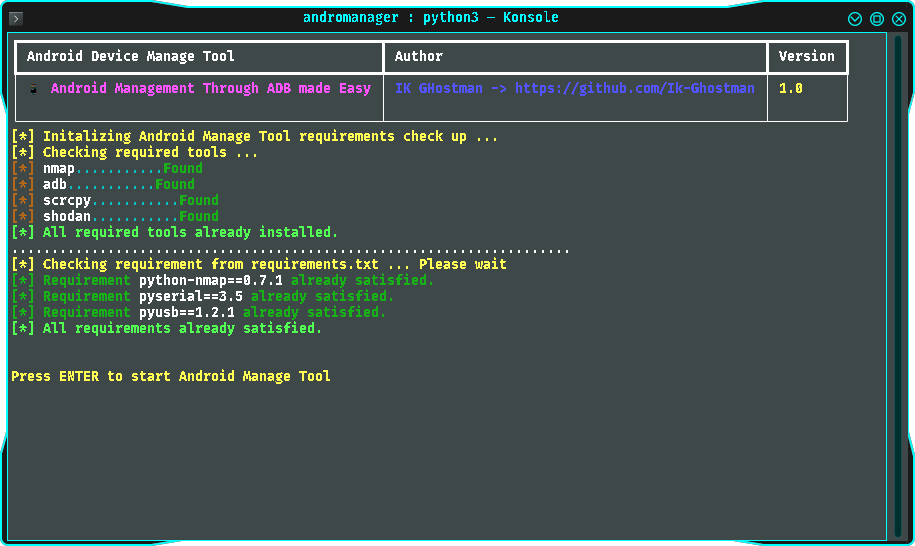 andromanager : python3 — Konsole
Android Device Manage Tool Author Version
Android Management Through ADB made Easy IK GHostman -> https://github.com/Ik-Ghostman 1.0
[*] Initalizing Android Manage Tool requirements check up ...
[*] Checking required tools ...
[*] nmap...........Found
[*] adb...........Found
[*] scrcpy...........Found
[*] shodan...........Found
[*] All required tools already installed.
......................................................................
[*] Checking requirement from requirements.txt ... Please wait
[*] Requirement python-nmap==0.7.1 already satisfied.
[*] Requirement pyserial==3.5 already satisfied.
[*] Requirement pyusb==1.2.1 already satisfied.
[*] All requirements already satisfied.
Press ENTER to start Android Manage Tool